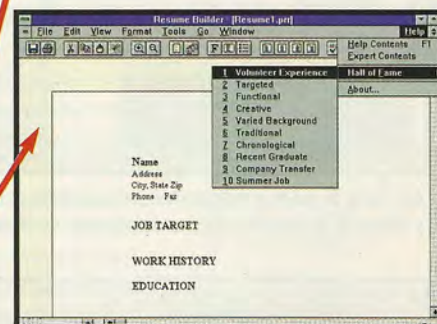 Resume Builder - [Resume1.prj]
File Edit View Format Tools Go Window Help
Help Contents F1
Expert Contents
Hall of Fame
About...
1 Volunteer Experience
2 Targeted
3 Functional
4 Creative
5 Varied Background
6 Traditional
7 Chronological
8 Recent Graduate
9 Company Transfer
10 Summer Job
Name
Address
City, State Zip
Phone Fax
JOB TARGET
WORK HISTORY
EDUCATION